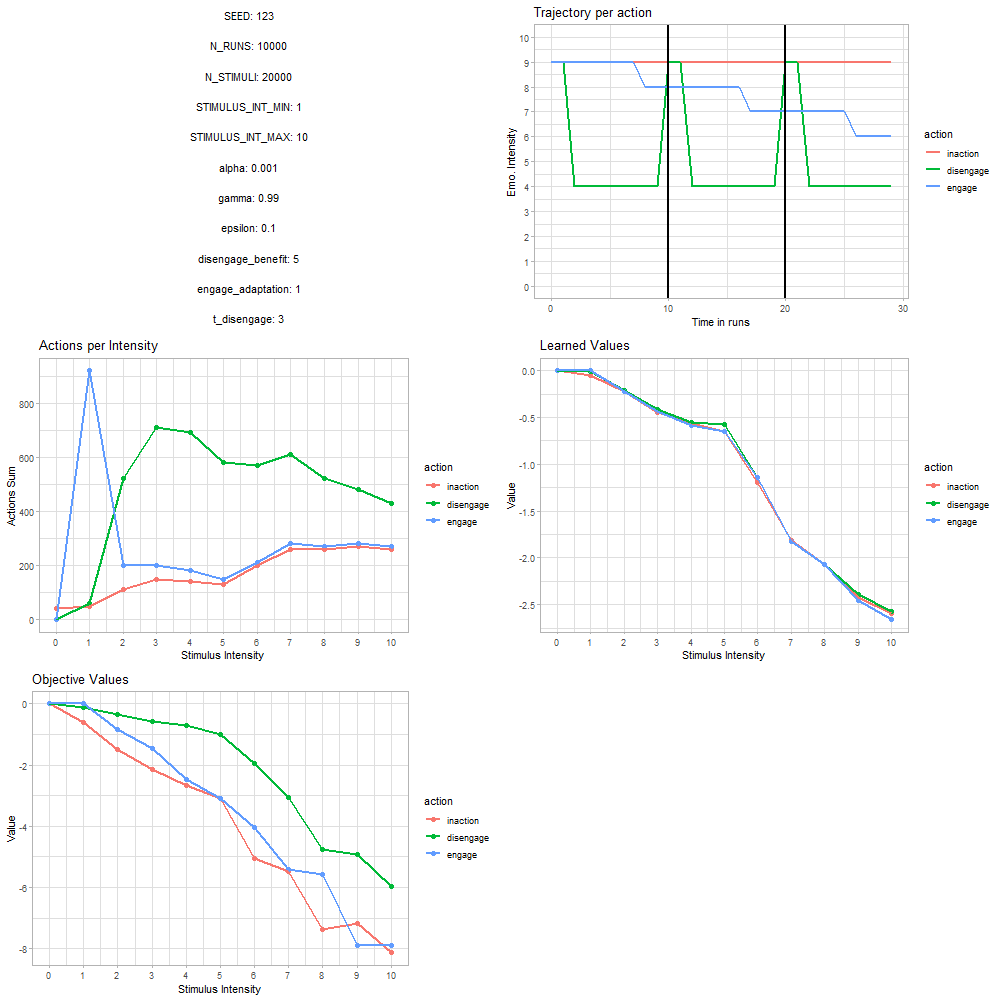 SEED: 123
N_RUNS: 10000
N_STIMULI: 20000
STIMULUS_INT_MIN: 1
STIMULUS_INT_MAX: 10
alpha: 0.001
gamma: 0.99
epsilon: 0.1
disengage_benefit: 5
engage_adaptation: 1
t_disengage: 3
Trajectory per action
Emo. Intensity
10
9
8
7
6
5
4
3
2
1
0
0 10 20 30
Time in runs
action
inaction
disengage
engage
Actions per Intensity
Actions Sum
800
600
400
200
0
0 1 2 3 4 5 6 7 8 9 10
Stimulus Intensity
action
inaction
disengage
engage
Learned Values
Value
0.0
-0.5
-1.0
-1.5
-2.0
-2.5
0 1 2 3 4 5 6 7 8 9 10
Stimulus Intensity
action
inaction
disengage
engage
Objective Values
Value
0
-2
-4
-6
-8
0 1 2 3 4 5 6 7 8 9 10
Stimulus Intensity
action
inaction
disengage
engage